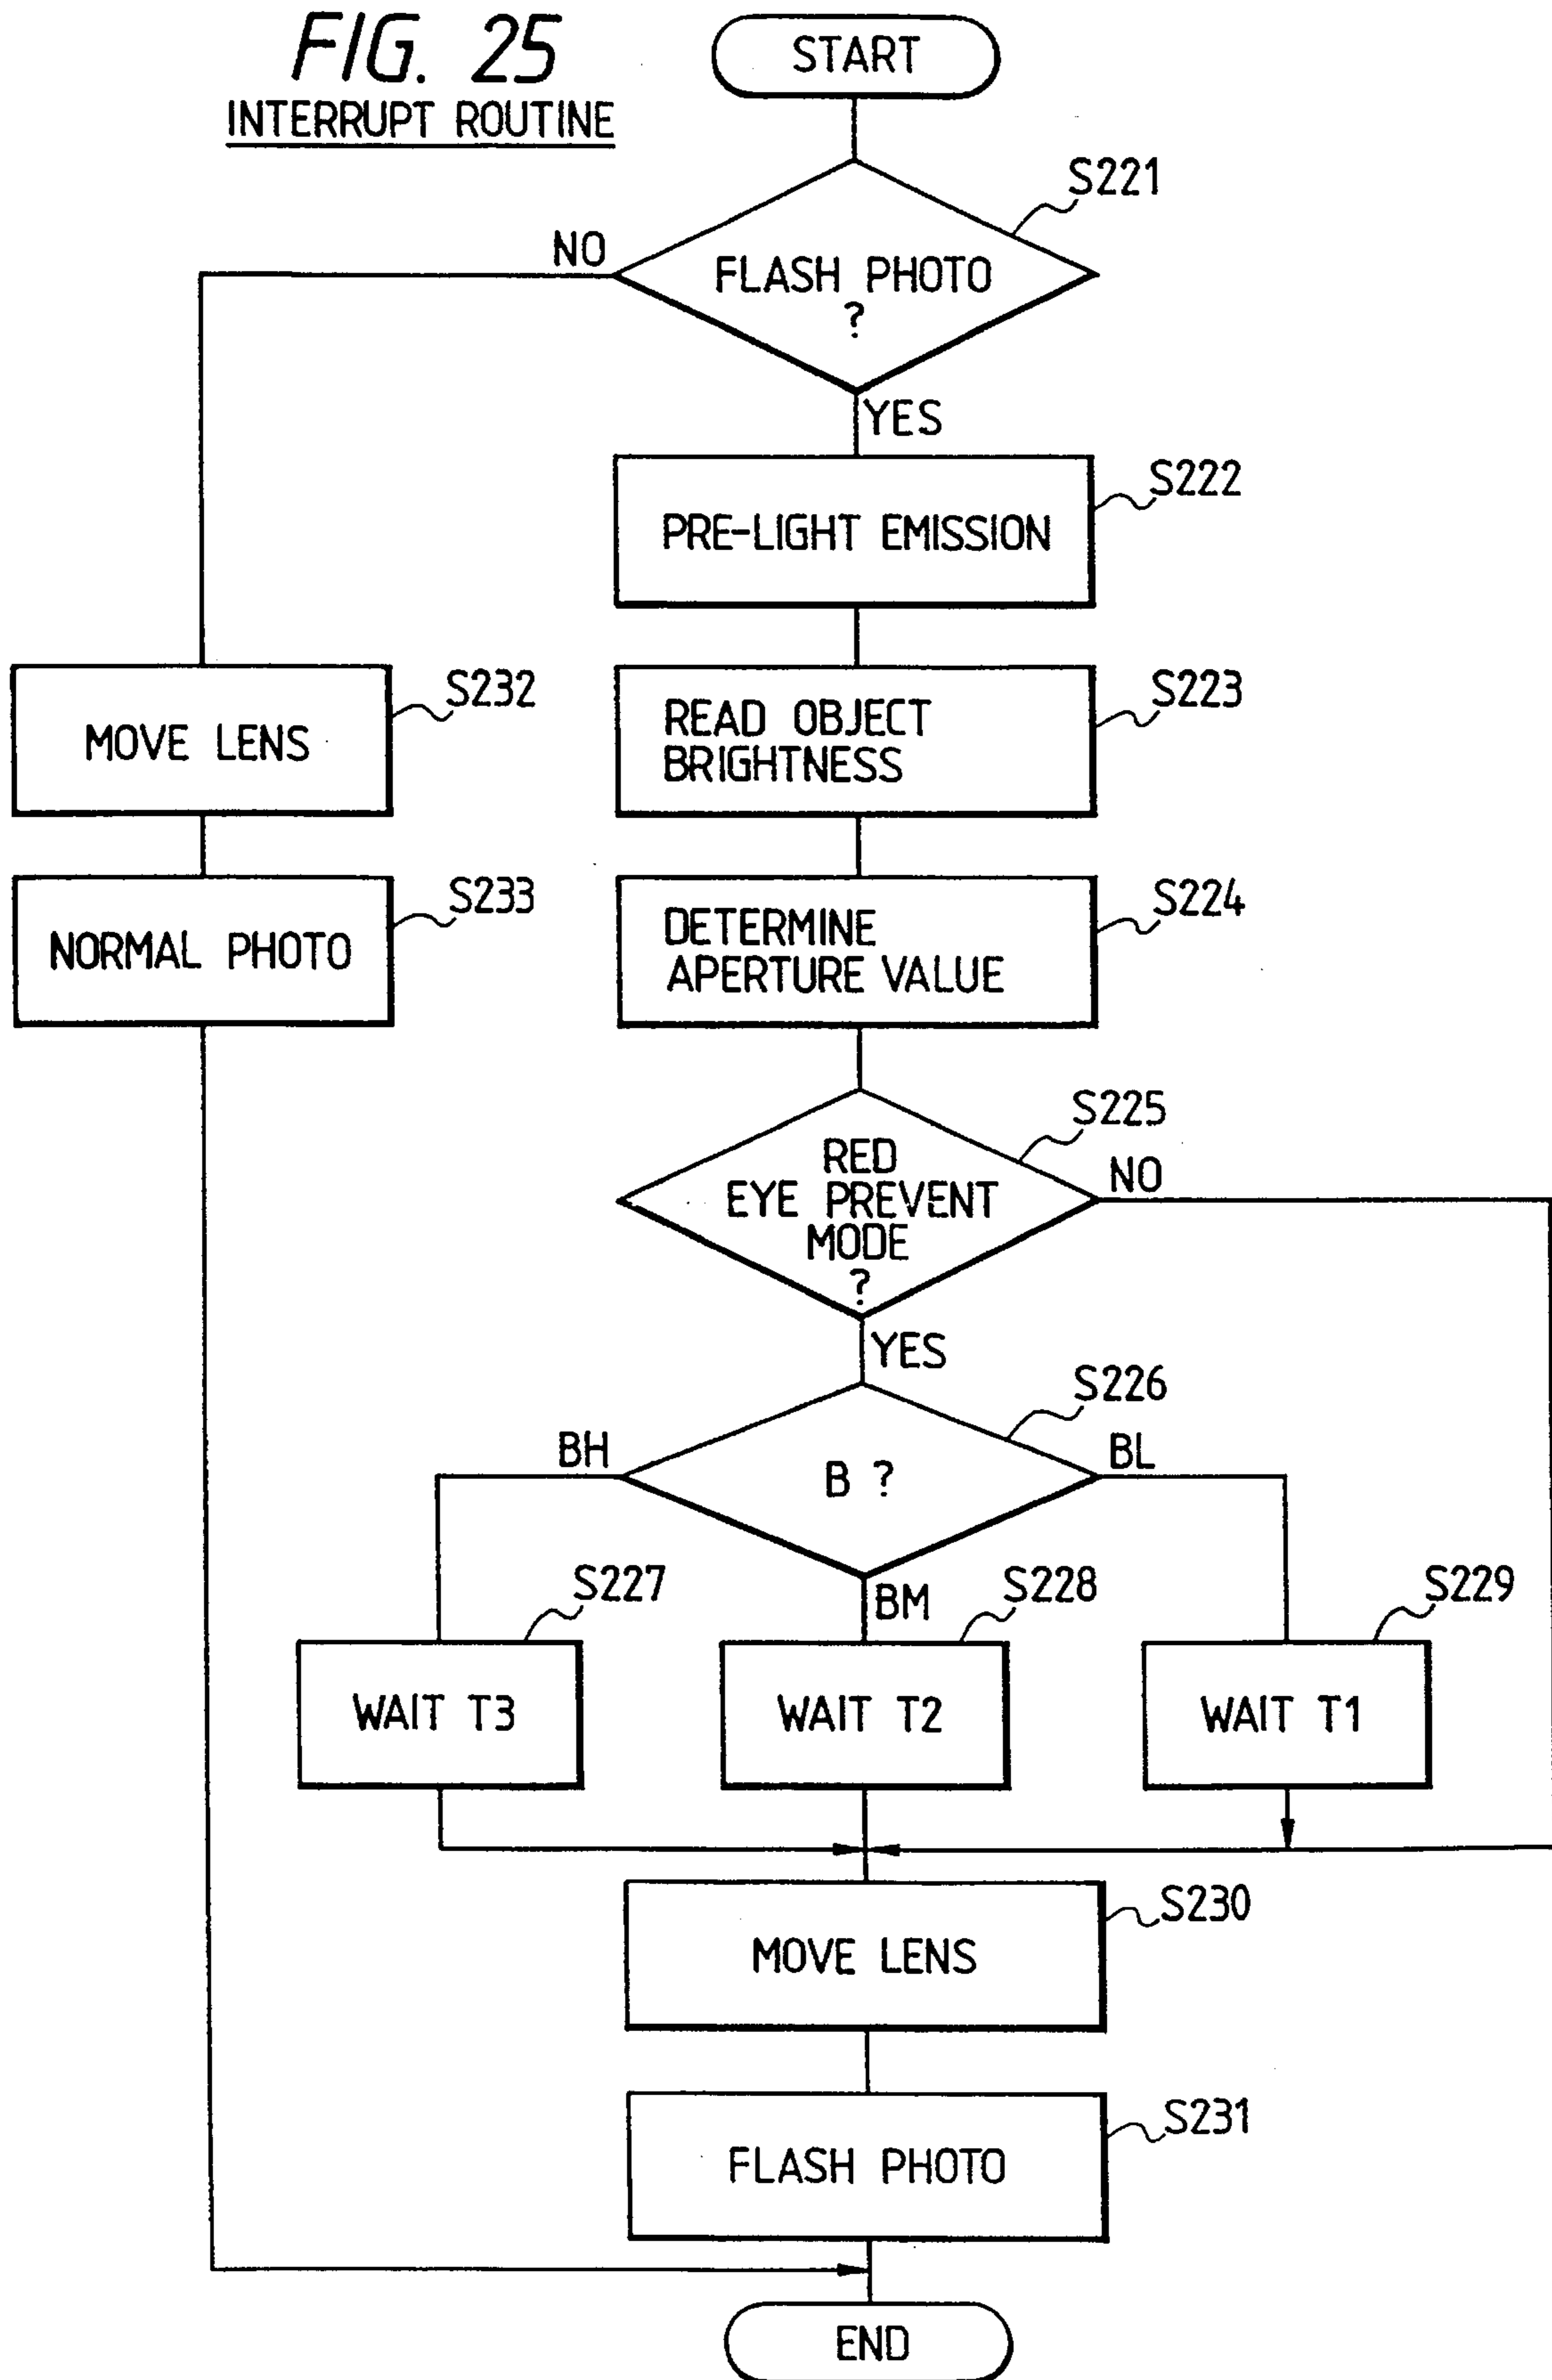 FIG. 25
INTERRUPT ROUTINE
START
S221
NO
FLASH PHOTO
?
YES
S222
PRE-LIGHT EMISSION
S232
MOVE LENS
S223
READ OBJECT
BRIGHTNESS
S233
NORMAL PHOTO
S224
DETERMINE
APERTURE VALUE
S225
RED
EYE PREVENT
MODE
?
NO
YES
S226
BH
B ?
BL
BM
S227
WAIT T3
S228
WAIT T2
S229
WAIT T1
S230
MOVE LENS
S231
FLASH PHOTO
END